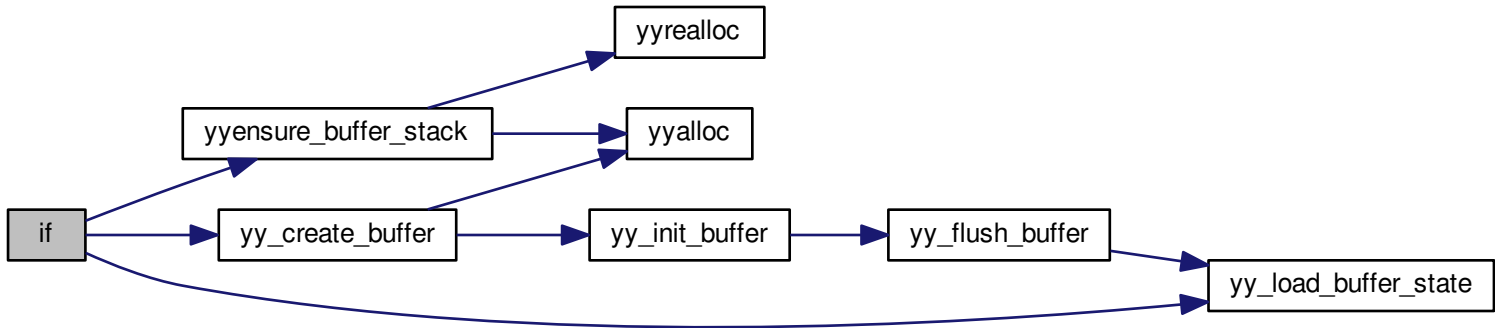 yyrealloc
yyensure_buffer_stack
yyalloc
if
yy_create_buffer
yy_init_buffer
yy_flush_buffer
yy_load_buffer_state